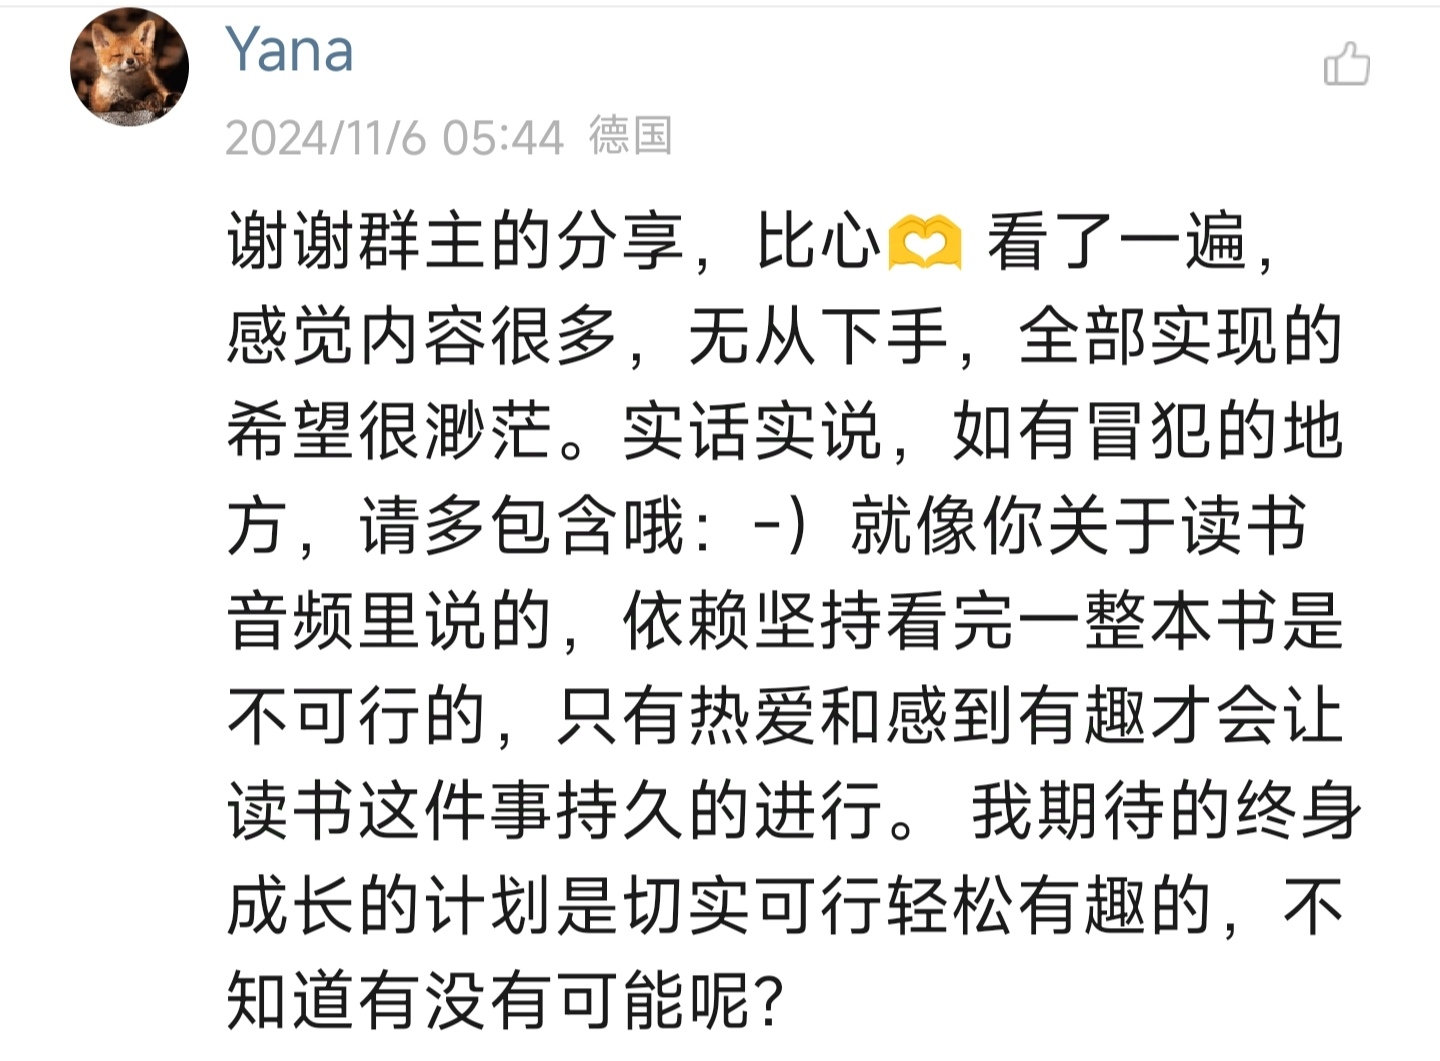 Yana
2024/11/6 05:44 德国
谢谢群主的分享，比心🫶 看了一遍，
感觉内容很多，无从下手，全部实现的
希望很渺茫。实话实说，如有冒犯的地
方，请多包含哦：-）就像你关于读书
音频里说的，依赖坚持看完一整本书是
不可行的，只有热爱和感到有趣才会让
读书这件事持久的进行。 我期待的终身
成长的计划是切实可行轻松有趣的，不
知道有没有可能呢？